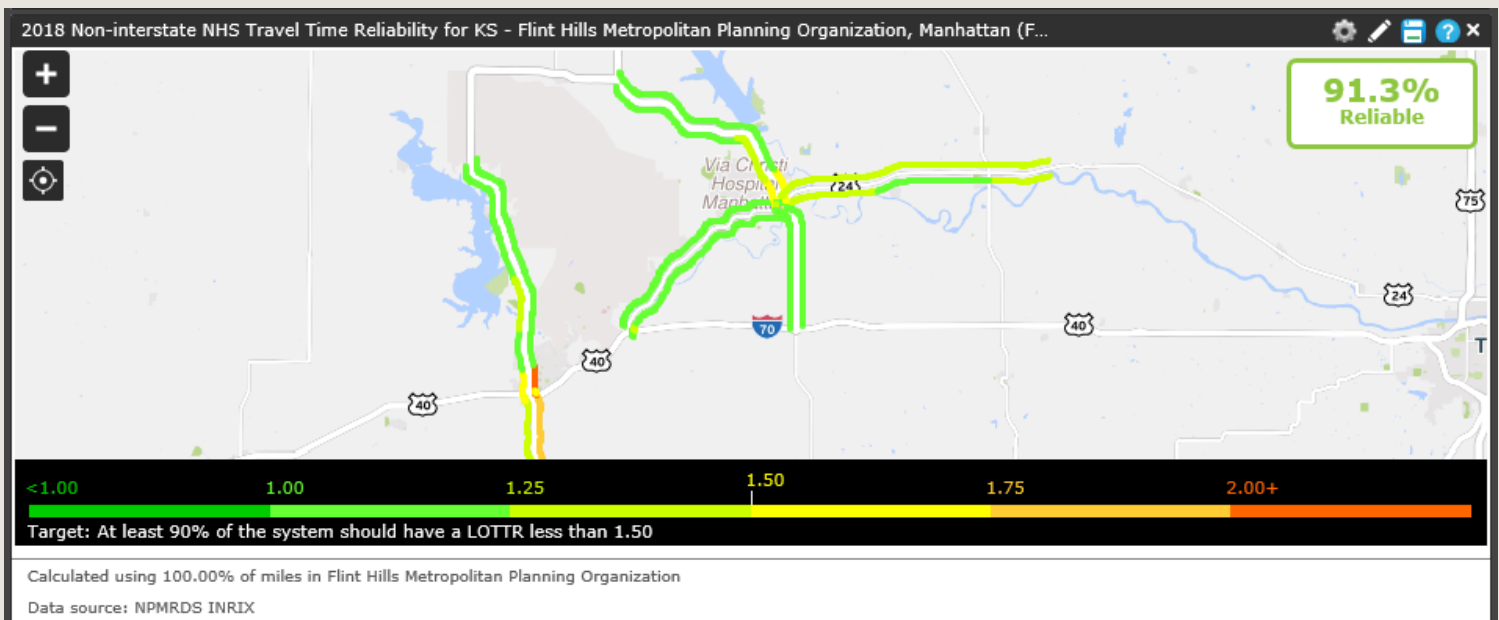 2018 Non-interstate NHS Travel Time Reliability for KS - Flint Hills Metropolitan Planning Organization, Manhattan (F...
+
−
91.3%
Reliable
Via Christi
Hospital
Manhattan
24
75
24
70
40
40
40
T
<1.00 1.00 1.25 1.50 1.75 2.00+
Target: At least 90% of the system should have a LOTTR less than 1.50
Calculated using 100.00% of miles in Flint Hills Metropolitan Planning Organization
Data source: NPMRDS INRIX